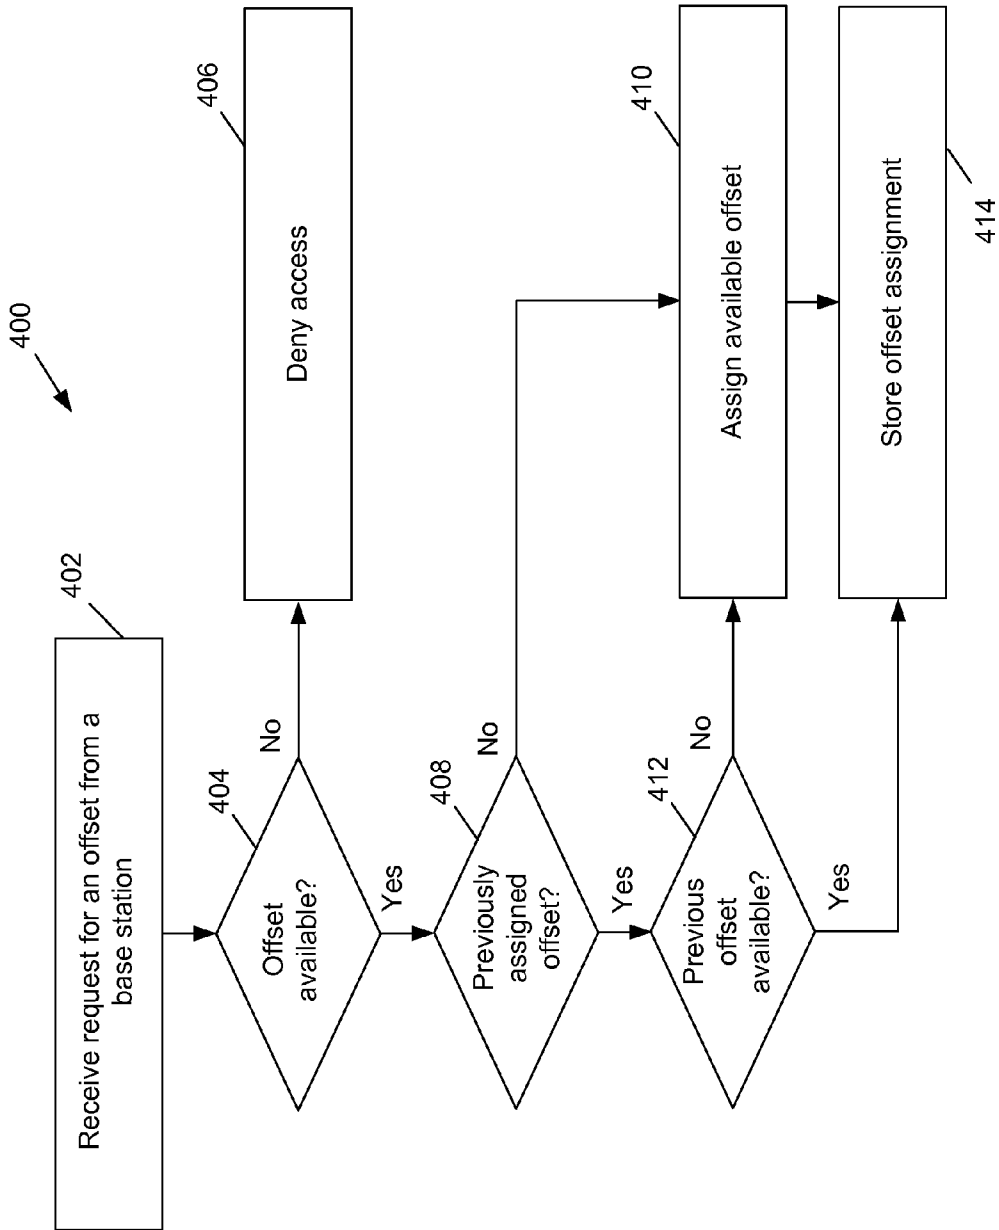 400
402
Receive request for an offset from a
base station
404
Offset
available?
No
406
Deny access
Yes
408
Previously
assigned
offset?
No
Yes
410
Assign available offset
412
Previous
offset
available?
No
Yes
Store offset assignment
414